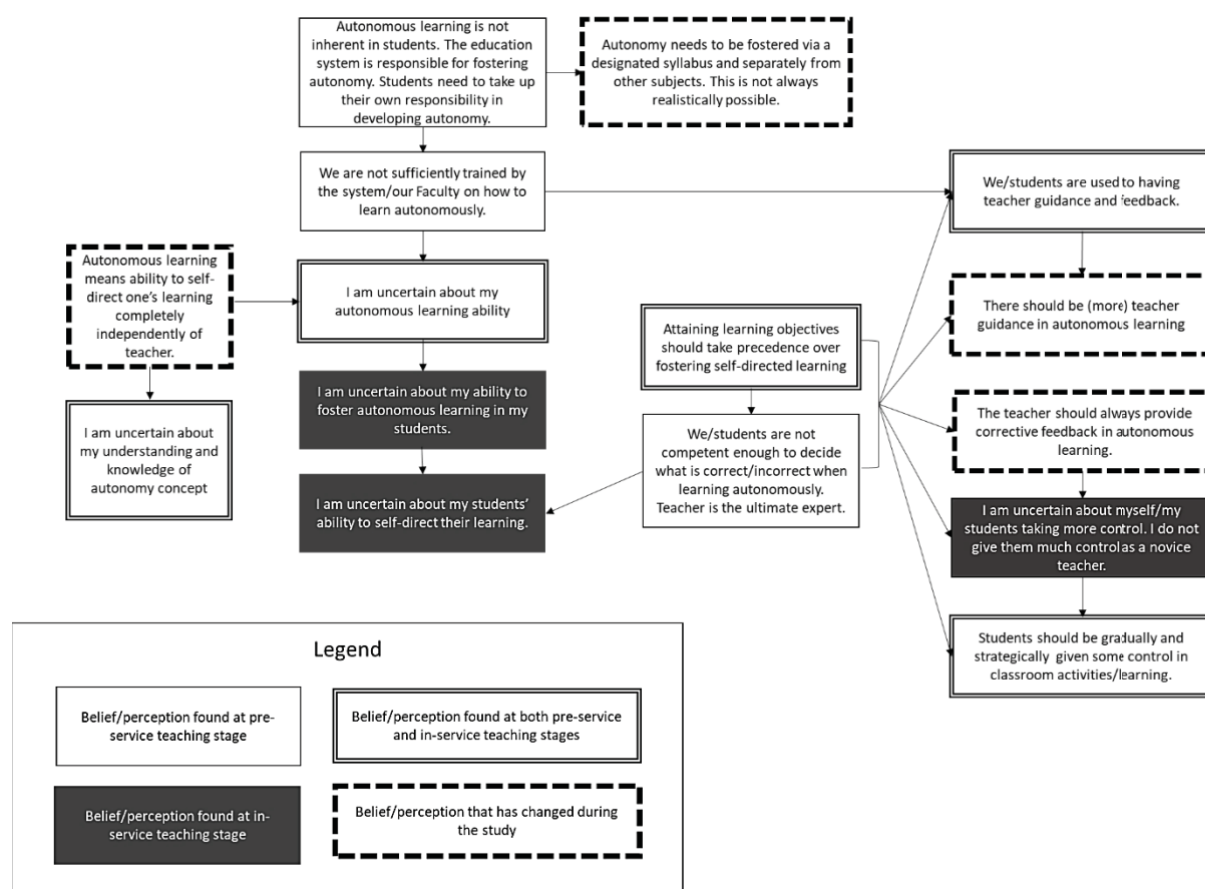 Autonomous learning is not
inherent in students. The education
system is responsible for fostering
autonomy. Students need to take up
their own responsibility in
developing autonomy.
Autonomy needs to be fostered via a
designated syllabus and separately from
other subjects. This is not always
realistically possible.
We are not sufficiently trained by
the system/our Faculty on how to
learn autonomously.
We/students are used to having
teacher guidance and feedback.
Autonomous learning
means ability to self-
direct one's learning
completely
independently of
teacher.
I am uncertain about my
autonomous learning ability
There should be (more) teacher
guidance in autonomous learning
Attaining learning objectives
should take precedence over
fostering self-directed learning
I am uncertain about my ability to
foster autonomous learning in my
students.
The teacher should always provide
corrective feedback in autonomous
learning.
I am uncertain about
my understanding and
knowledge of
autonomy concept
We/students are not
competent enough to decide
what is correct/incorrect when
learning autonomously.
Teacher is the ultimate expert.
I am uncertain about my students'
ability to self-direct their learning.
I am uncertain about myself/my
students taking more control. I do not
give them much control as a novice
teacher.
Students should be gradually and
strategically given some control in
classroom activities/learning.
Legend
Belief/perception found at pre-
service teaching stage
Belief/perception found at both pre-service
and in-service teaching stages
Belief/perception found at in-
service teaching stage
Belief/perception that has changed during
the study